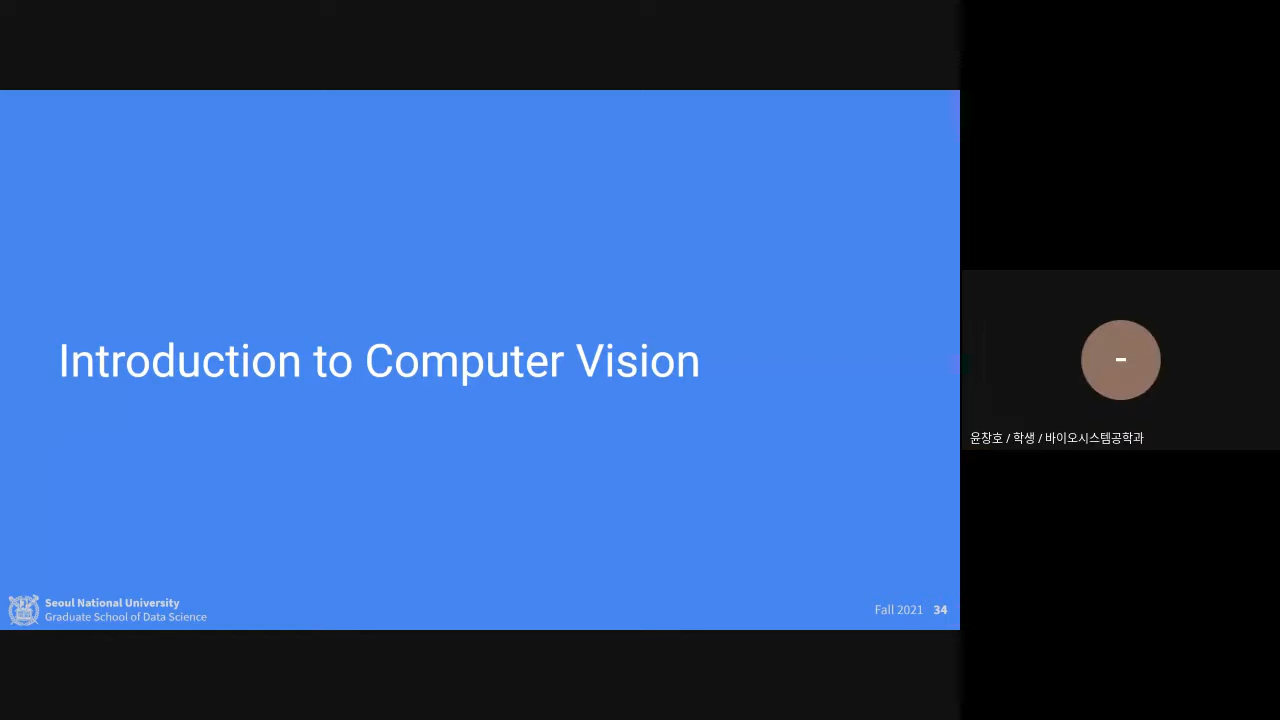 Introduction to Computer Vision
Seoul National University
Graduate School of Data Science
Fall 2021 34
-
윤창호 / 학생 / 바이오시스템공학과